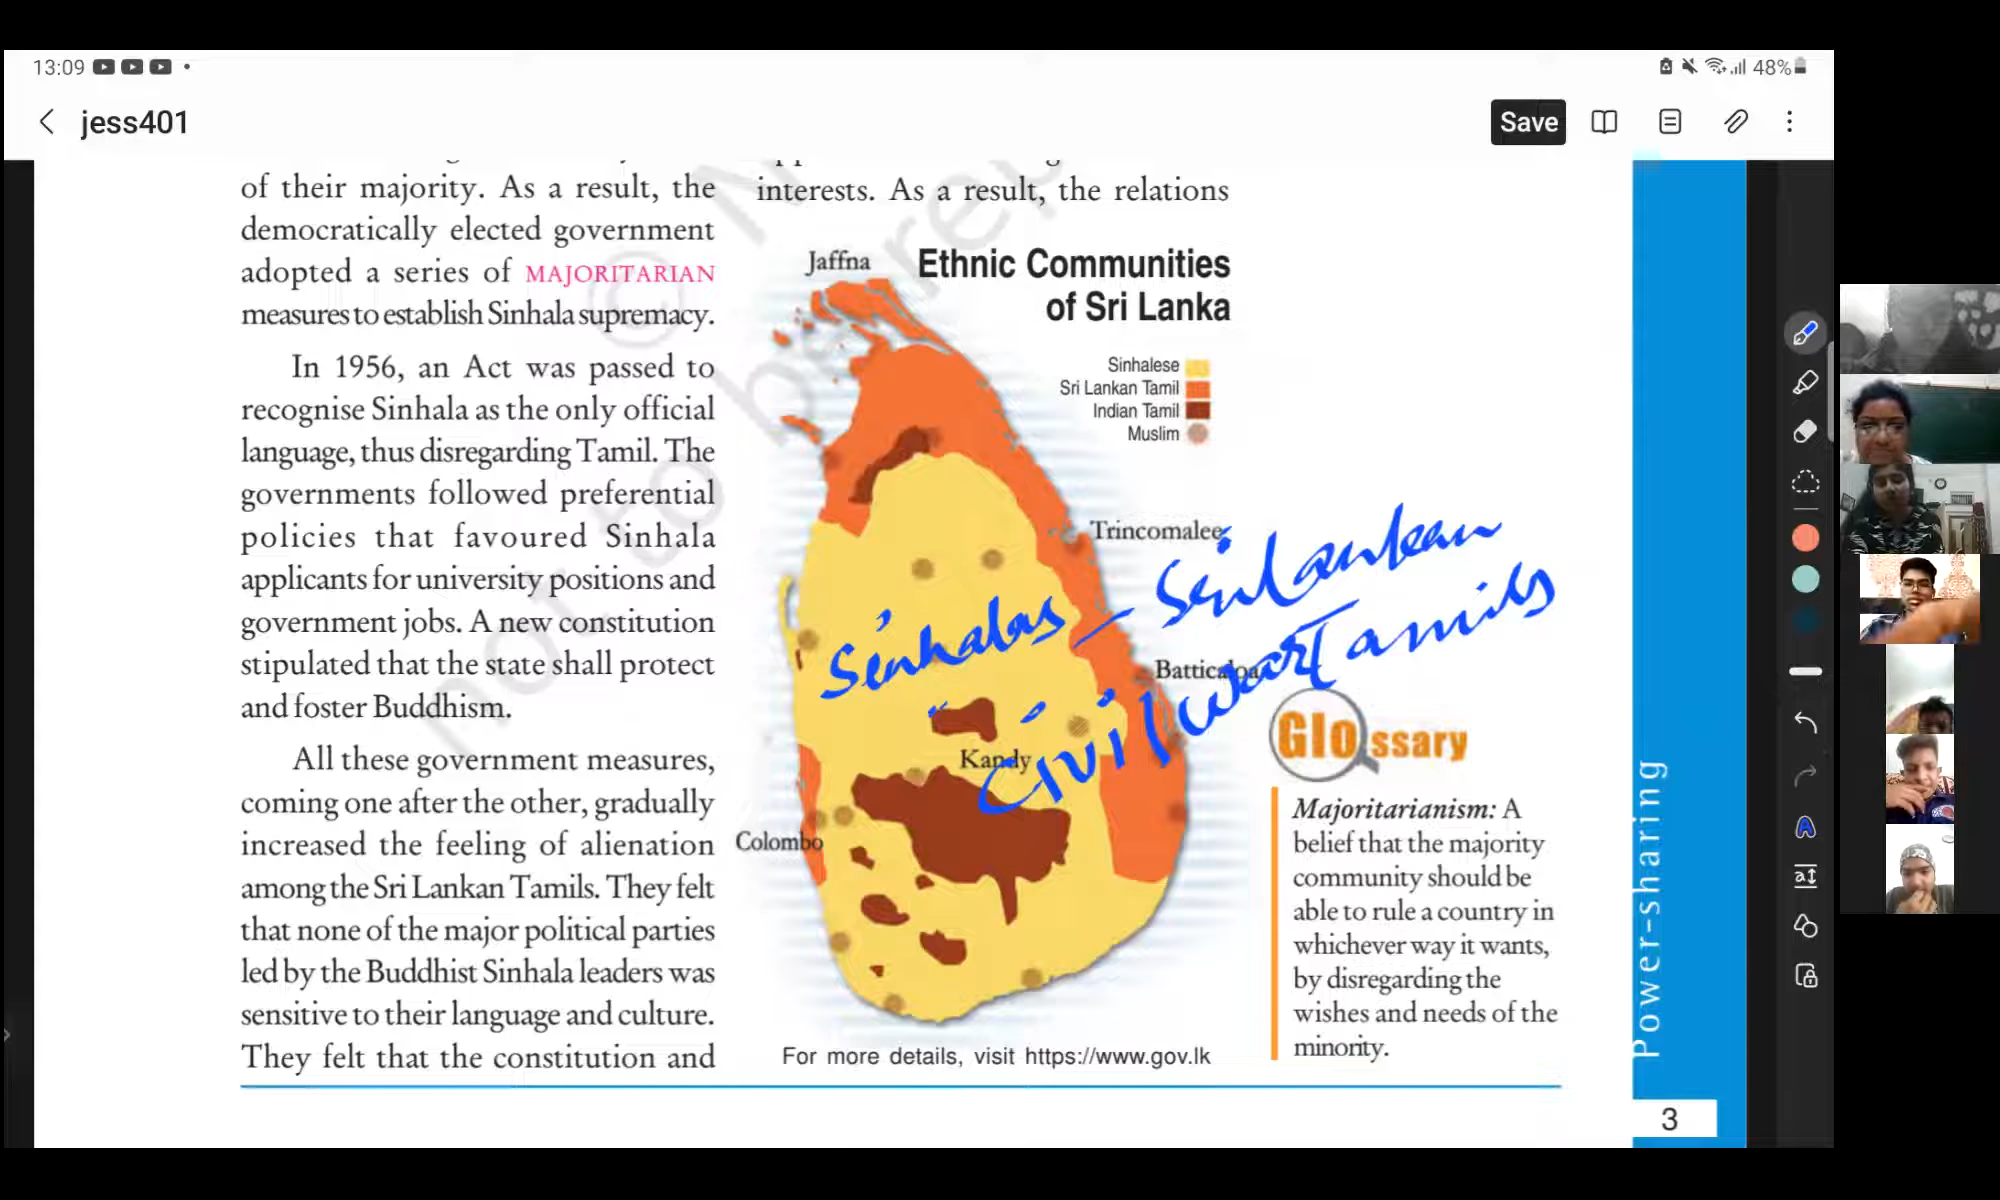 13:09
48%
jess401
Save
of their majority. As a result, the
democratically elected government
adopted a series of MAJORITARIAN
measures to establish Sinhala supremacy.
In 1956, an Act was passed to
recognise Sinhala as the only official
language, thus disregarding Tamil. The
governments followed preferential
policies that favoured Sinhala
applicants for university positions and
government jobs. A new constitution
stipulated that the state shall protect
and foster Buddhism.
All these government measures,
coming one after the other, gradually
increased the feeling of alienation
among the Sri Lankan Tamils. They felt
that none of the major political parties
led by the Buddhist Sinhala leaders was
sensitive to their language and culture.
They felt that the constitution and
interests. As a result, the relations
Ethnic Communities
of Sri Lanka
Jaffna
Sinhalese
Sri Lankan Tamil
Indian Tamil
Muslim
Trincomalee
Batticaloa
Kandy
Colombo
Sinhalas - Srilankan
Tamils
Civil war
For more details, visit https://www.gov.lk
Glossary
Majoritarianism: A
belief that the majority
community should be
able to rule a country in
whichever way it wants,
by disregarding the
wishes and needs of the
minority.
Power-sharing
3
© N
not to be rep